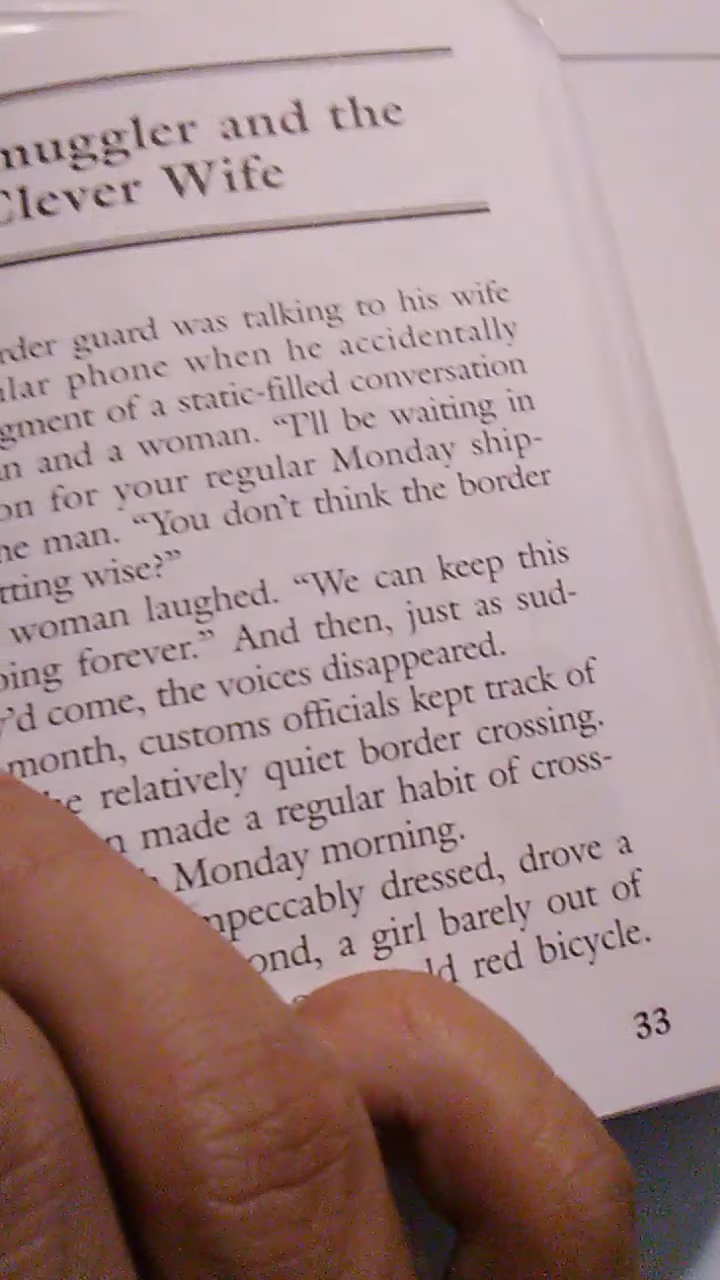 muggler and the
Clever Wife
rder guard was talking to his wife
lar phone when he accidentally
gment of a static-filled conversation
n and a woman. “I'll be waiting in
on for your regular Monday ship-
he man. “You don't think the border
tting wise?”
woman laughed. “We can keep this
oing forever.” And then, just as sud-
y'd come, the voices disappeared.
month, customs officials kept track of
he relatively quiet border crossing.
n made a regular habit of cross-
Monday morning.
mpeccably dressed, drove a
ond, a girl barely out of
ld red bicycle.
33